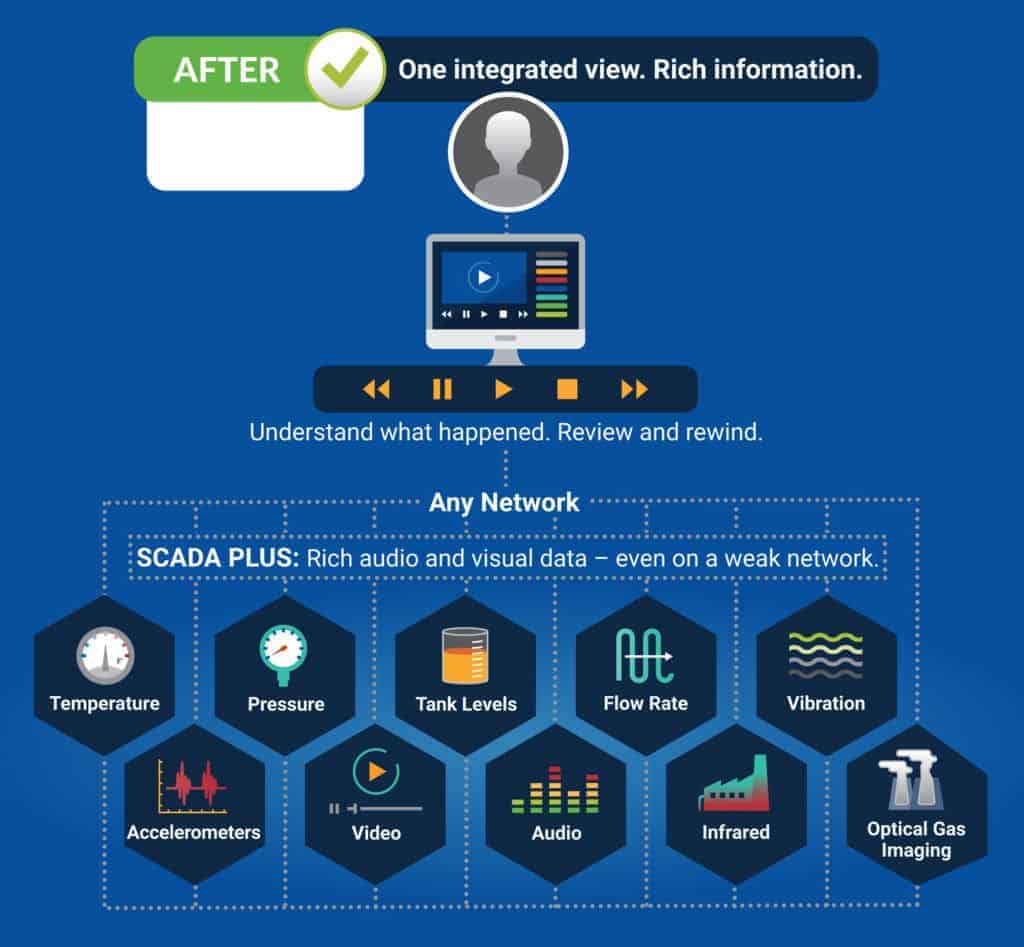 AFTER
One integrated view. Rich information.
Understand what happened. Review and rewind.
Any Network
SCADA PLUS: Rich audio and visual data – even on a weak network.
Temperature
Pressure
Tank Levels
Flow Rate
Vibration
Accelerometers
Video
Audio
Infrared
Optical Gas
Imaging